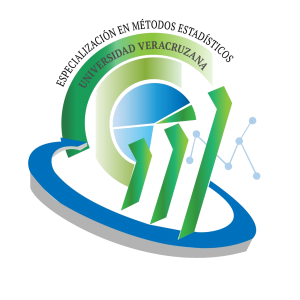 ESPECIALIZACIÓN EN MÉTODOS ESTADÍSTICOS
UNIVERSIDAD VERACRUZANA